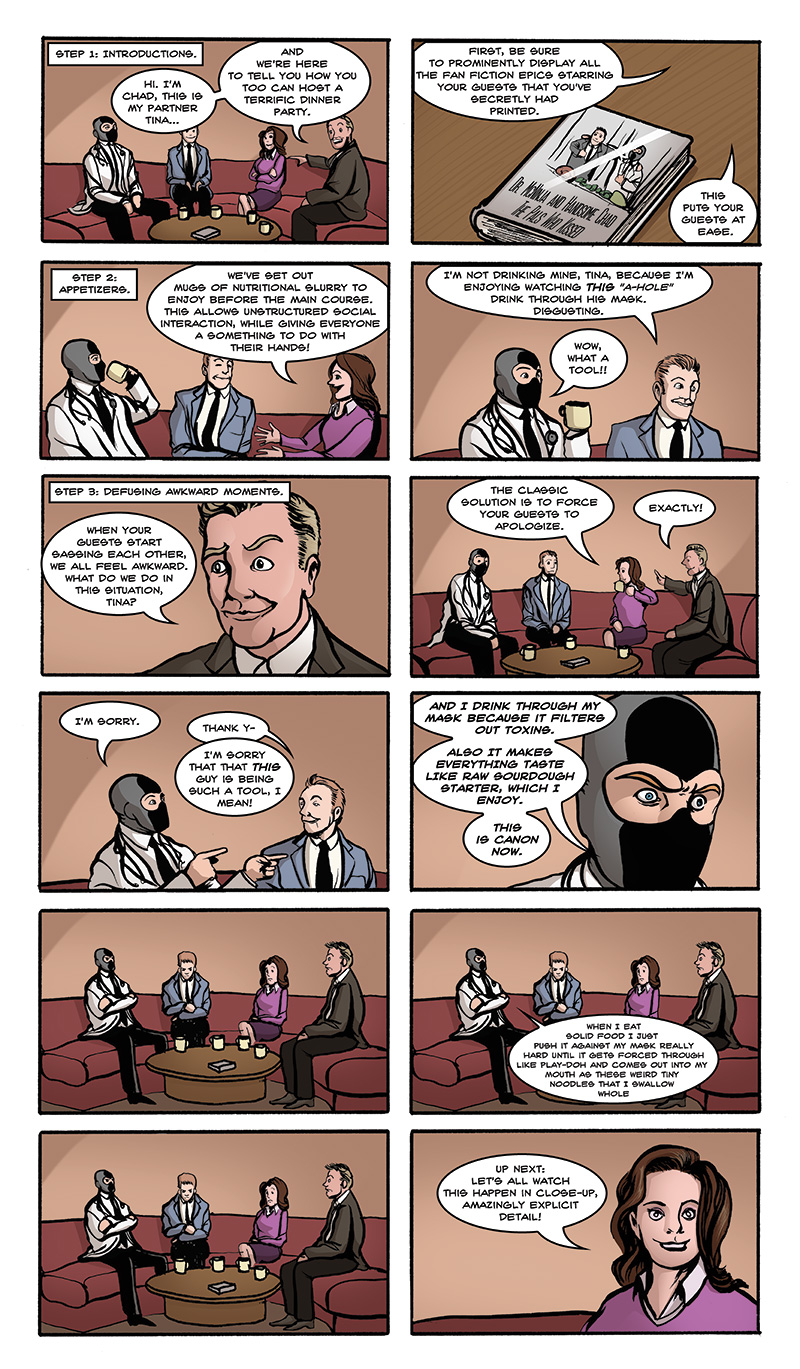 STEP 1: INTRODUCTIONS.
HI. I'M
CHAD, THIS IS
MY PARTNER
TINA...
AND
WE'RE HERE
TO TELL YOU HOW YOU
TOO CAN HOST A
TERRIFIC DINNER
PARTY.
FIRST, BE SURE
TO PROMINENTLY DISPLAY ALL
THE FAN FICTION EPICS STARRING
YOUR GUESTS THAT YOU'VE
SECRETLY HAD
PRINTED.
DR MCNINJA AND HANDSOME CHAD
THE PALS WHO KISSED
THIS
PUTS YOUR
GUESTS AT
EASE.
STEP 2:
APPETIZERS.
WE'VE SET OUT
MUGS OF NUTRITIONAL SLURRY TO
ENJOY BEFORE THE MAIN COURSE.
THIS ALLOWS UNSTRUCTURED SOCIAL
INTERACTION, WHILE GIVING EVERYONE
A SOMETHING TO DO WITH
THEIR HANDS!
I'M NOT DRINKING MINE, TINA, BECAUSE I'M
ENJOYING WATCHING THIS "A-HOLE"
DRINK THROUGH HIS MASK.
DISGUSTING.
WOW,
WHAT A
TOOL!!
STEP 3: DEFUSING AWKWARD MOMENTS.
WHEN YOUR
GUESTS START
SASSING EACH OTHER,
WE ALL FEEL AWKWARD.
WHAT DO WE DO IN
THIS SITUATION,
TINA?
THE CLASSIC
SOLUTION IS TO FORCE
YOUR GUESTS TO
APOLOGIZE.
EXACTLY!
I'M SORRY.
THANK Y-
I'M SORRY
THAT THAT THIS
GUY IS BEING
SUCH A TOOL, I
MEAN!
AND I DRINK THROUGH MY
MASK BECAUSE IT FILTERS
OUT TOXINS.
ALSO IT MAKES
EVERYTHING TASTE
LIKE RAW SOURDOUGH
STARTER, WHICH I
ENJOY.
THIS
IS CANON
NOW.
WHEN I EAT
SOLID FOOD I JUST
PUSH IT AGAINST MY MASK REALLY
HARD UNTIL IT GETS FORCED THROUGH
LIKE PLAY-DOH AND COMES OUT INTO MY
MOUTH AS THESE WEIRD TINY
NOODLES THAT I SWALLOW
WHOLE
UP NEXT:
LET'S ALL WATCH
THIS HAPPEN IN CLOSE-UP,
AMAZINGLY EXPLICIT
DETAIL!